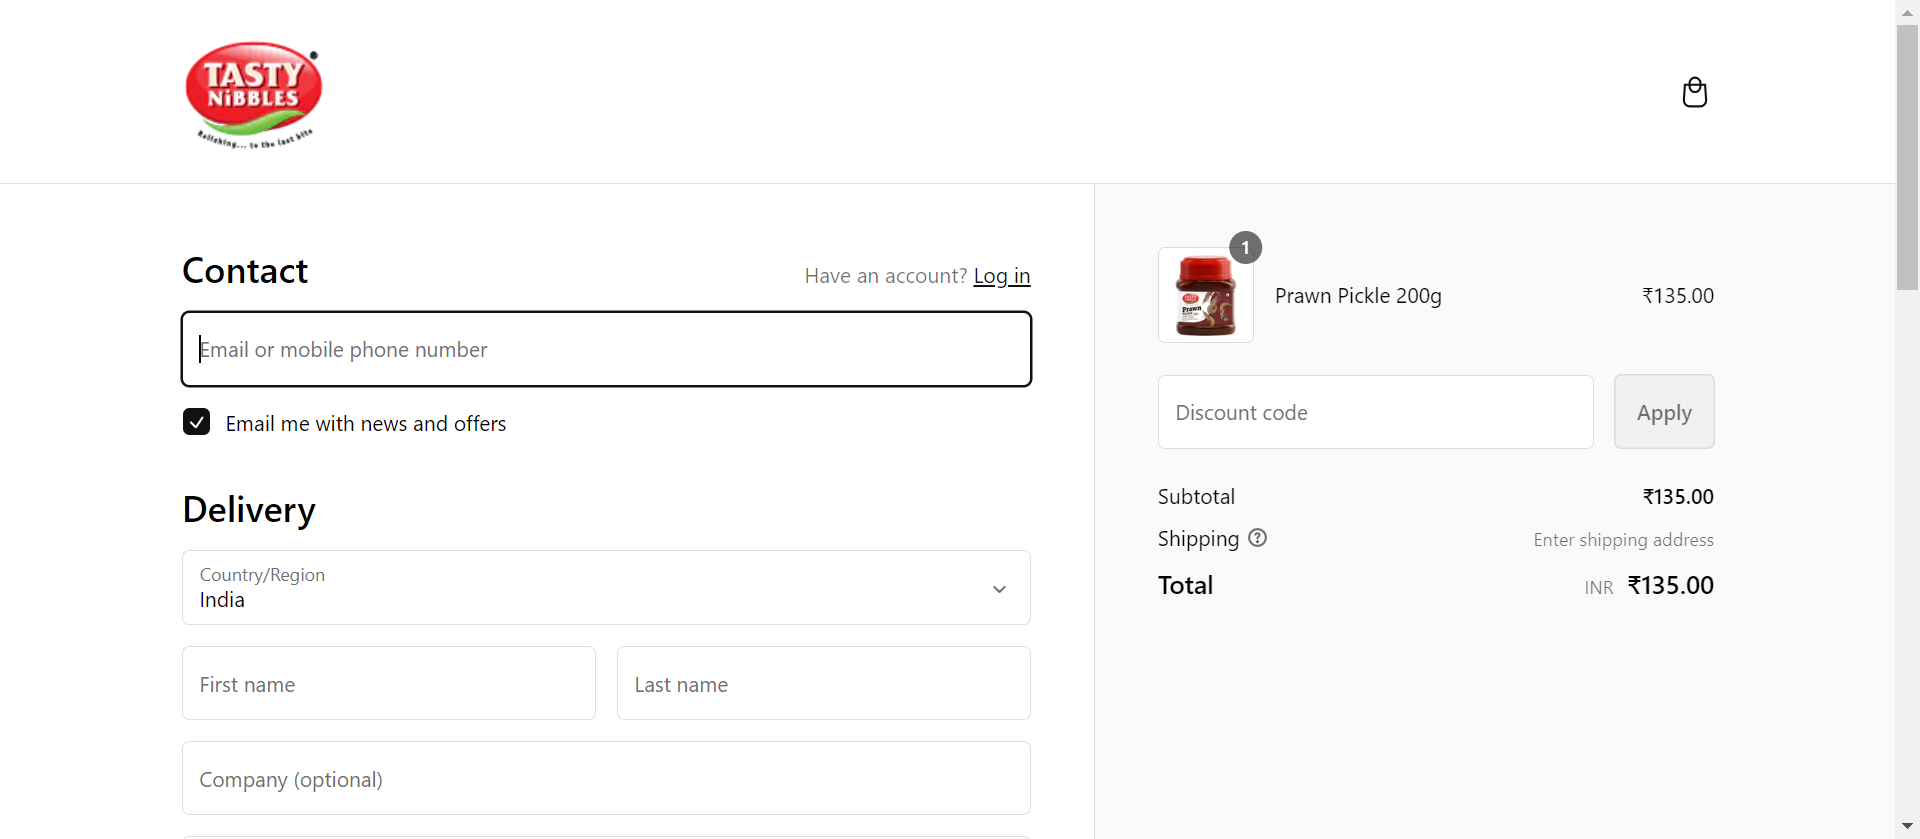 TASTY
NiBBLES
Relishing... to the last bite
Contact
Have an account? Log in
Email or mobile phone number
Email me with news and offers
Delivery
Country/Region
India
First name
Last name
Company (optional)
1
TASTY
Prawn
Prawn Pickle 200g
₹135.00
Discount code
Apply
Subtotal
₹135.00
Shipping
Enter shipping address
Total
INR ₹135.00